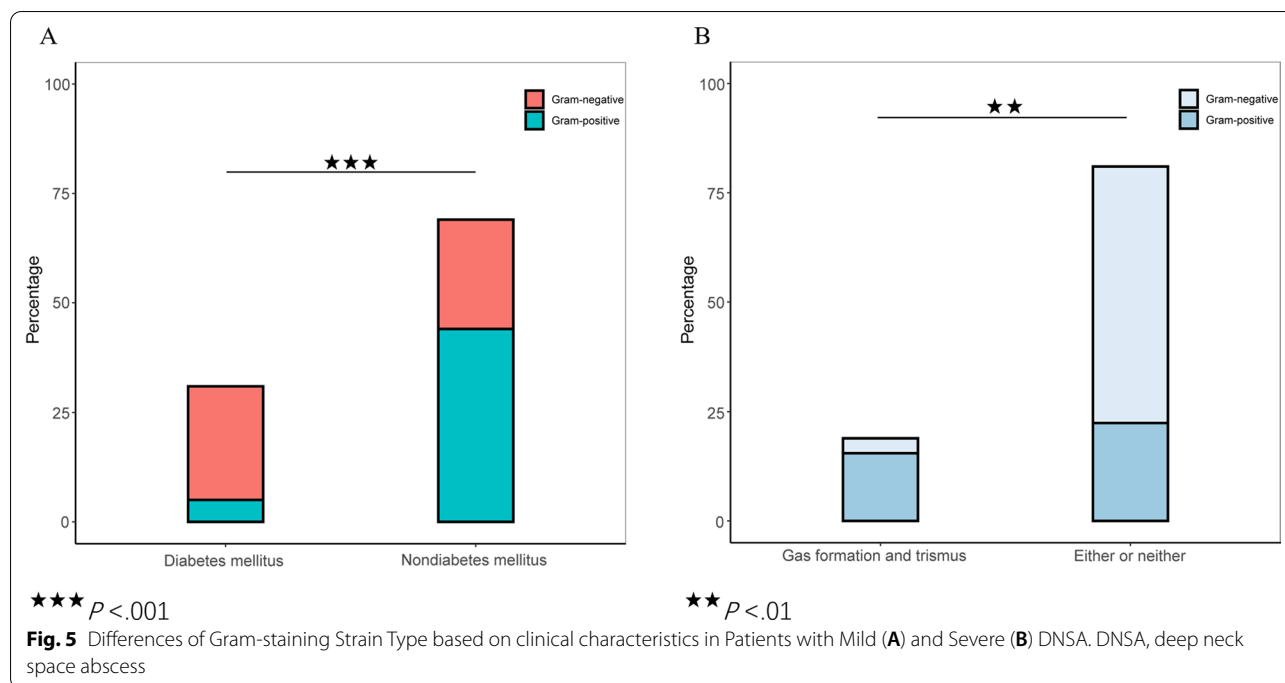 A
100
75
50
25
0
Percentage
Gram-negative
Gram-positive
★★★
Diabetes mellitus
Nondiabetes mellitus
★★★ P <.001
B
100
75
50
25
0
Percentage
Gram-negative
Gram-positive
★★
Gas formation and trismus
Either or neither
★★ P <.01
Fig. 5 Differences of Gram-staining Strain Type based on clinical characteristics in Patients with Mild (A) and Severe (B) DNSA. DNSA, deep neck
space abscess